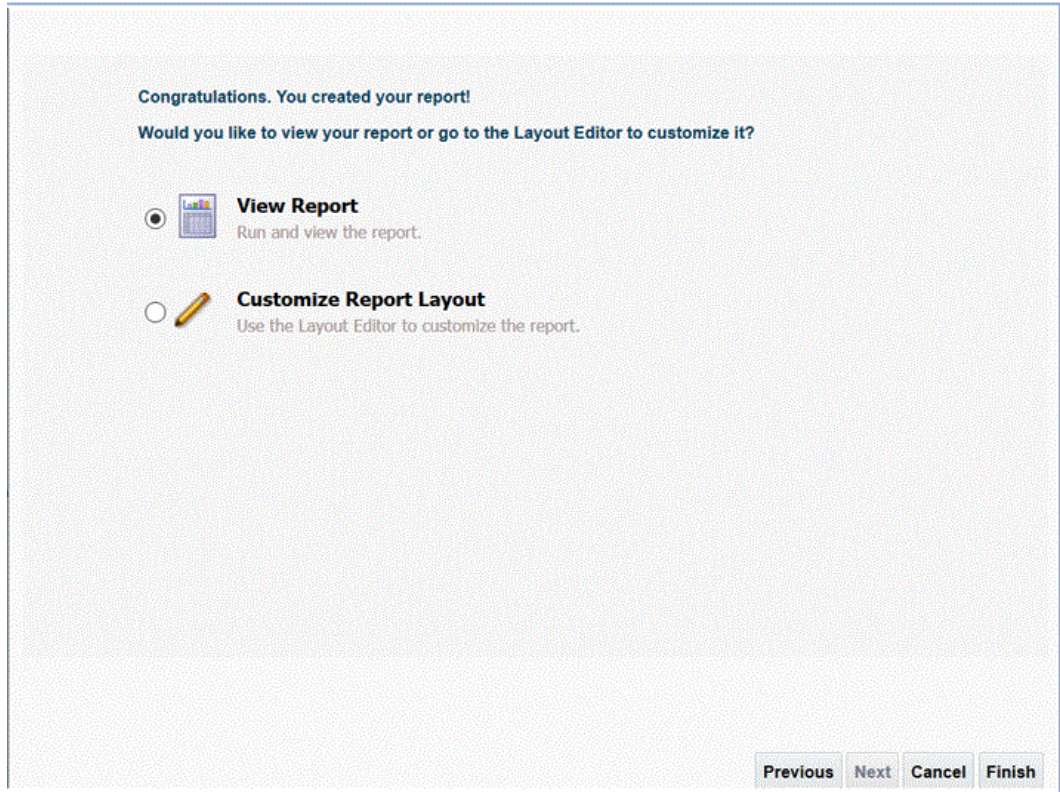 Congratulations. You created your report!
Would you like to view your report or go to the Layout Editor to customize it?
View Report
Run and view the report.
Customize Report Layout
Use the Layout Editor to customize the report.
Previous Next Cancel Finish